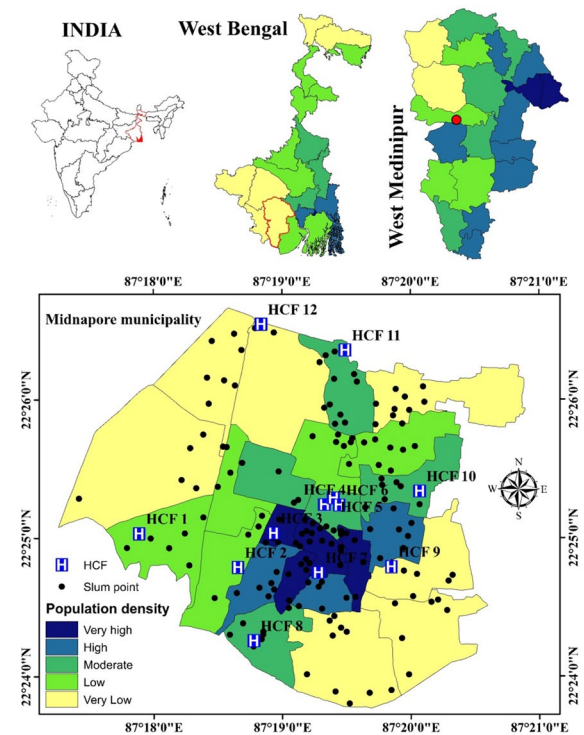 INDIA
West Bengal
West Medinipur
87°18'0"E
87°19'0"E
87°20'0"E
87°21'0"E
Midnapore municipality
HCF 12
HCF 11
22°26'0"N
22°26'0"N
HCF 4
HCF 6
HCF 10
N
W
E
S
HCF 5
HCF 1
HCF 3
22°25'0"N
22°25'0"N
HCF 2
HCF 9
HCF
Slum point
Population density
Very high
High
Moderate
Low
Very Low
HCF 8
22°24'0"N
22°24'0"N
87°18'0"E
87°19'0"E
87°20'0"E
87°21'0"E